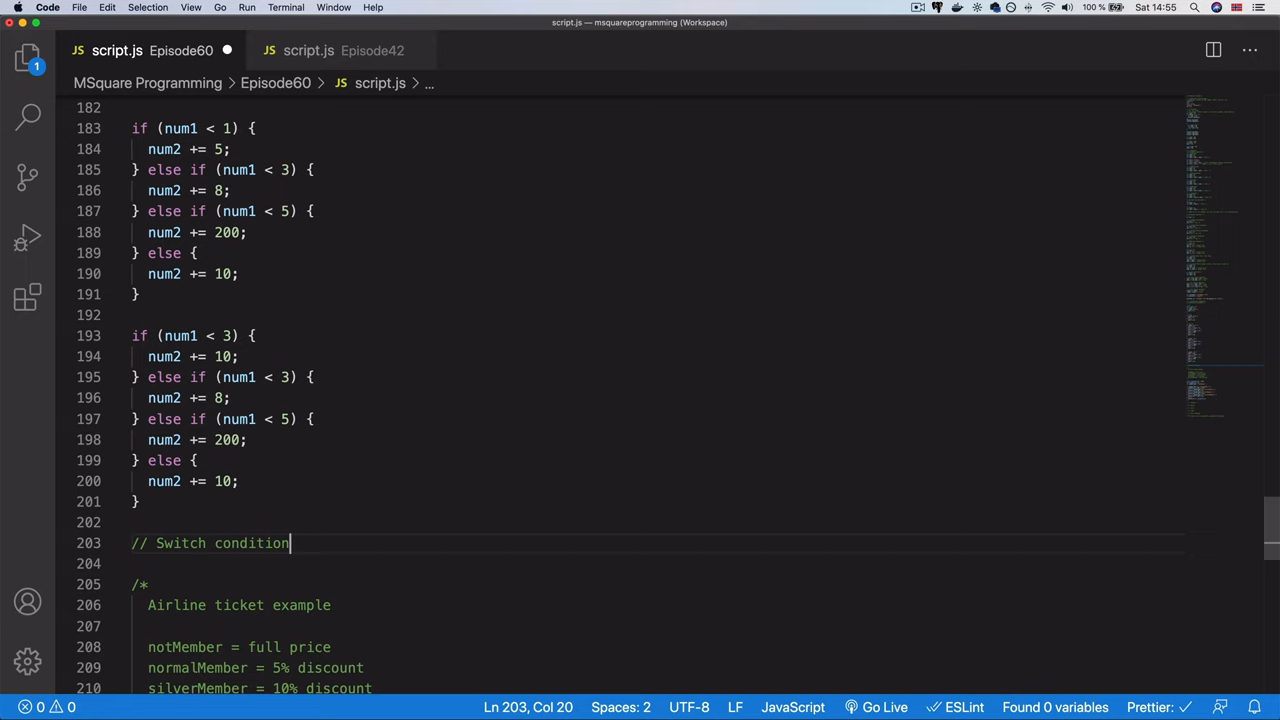 Code File Edit Selection View Go Run Terminal Window Help 100 % Sat 14:55
script.js — msquareprogramming (Workspace)
JS script.js Episode60 JS script.js Episode42
MSquare Programming > Episode60 > JS script.js > ...
1
182
183 if (num1 < 1) {
184 num2 += 5;
185 } else if (num1 < 3) {
186 num2 += 8;
187 } else if (num1 < 5) {
188 num2 += 200;
189 } else {
190 num2 += 10;
191 }
192
193 if (num1 < 3) {
194 num2 += 10;
195 } else if (num1 < 3) {
196 num2 += 8;
197 } else if (num1 < 5) {
198 num2 += 200;
199 } else {
200 num2 += 10;
201 }
202
203 // Switch condition
204
205 /*
206 Airline ticket example
207
208 notMember = full price
209 normalMember = 5% discount
210 silverMember = 10% discount
0 0 Ln 203, Col 20 Spaces: 2 UTF-8 LF JavaScript Go Live ESLint Found 0 variables Prettier: ✓